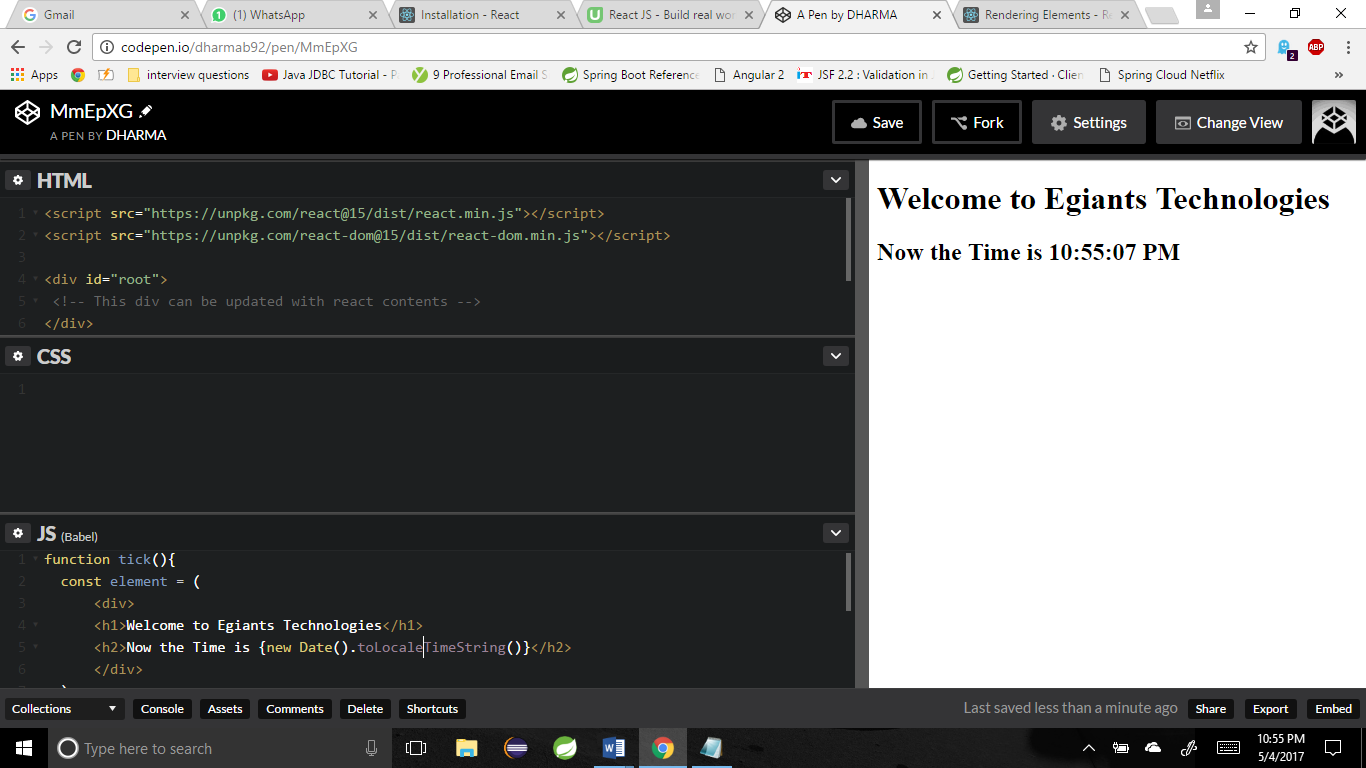 Gmail
(1) WhatsApp
Installation - React
React JS - Build real wor
A Pen by DHARMA
Rendering Elements - Re
codepen.io/dharmab92/pen/MmEpXG
2
ABP
Apps
interview questions
Java JDBC Tutorial - P
9 Professional Email S
Spring Boot Reference
Angular 2
JSF 2.2 : Validation in
Getting Started · Clien
Spring Cloud Netflix
»
MmEpXG
A PEN BY DHARMA
Save
Fork
Settings
Change View
HTML
1 <script src="https://unpkg.com/react@15/dist/react.min.js"></script>
2 <script src="https://unpkg.com/react-dom@15/dist/react-dom.min.js"></script>
3
4 <div id="root">
5 <!-- This div can be updated with react contents -->
6 </div>
CSS
1
JS (Babel)
1 function tick(){
2 const element = (
3 <div>
4 <h1>Welcome to Egiants Technologies</h1>
5 <h2>Now the Time is {new Date().toLocaleTimeString()}</h2>
6 </div>
Welcome to Egiants Technologies
Now the Time is 10:55:07 PM
Collections
Console
Assets
Comments
Delete
Shortcuts
Last saved less than a minute ago
Share
Export
Embed
Type here to search
10:55 PM
5/4/2017